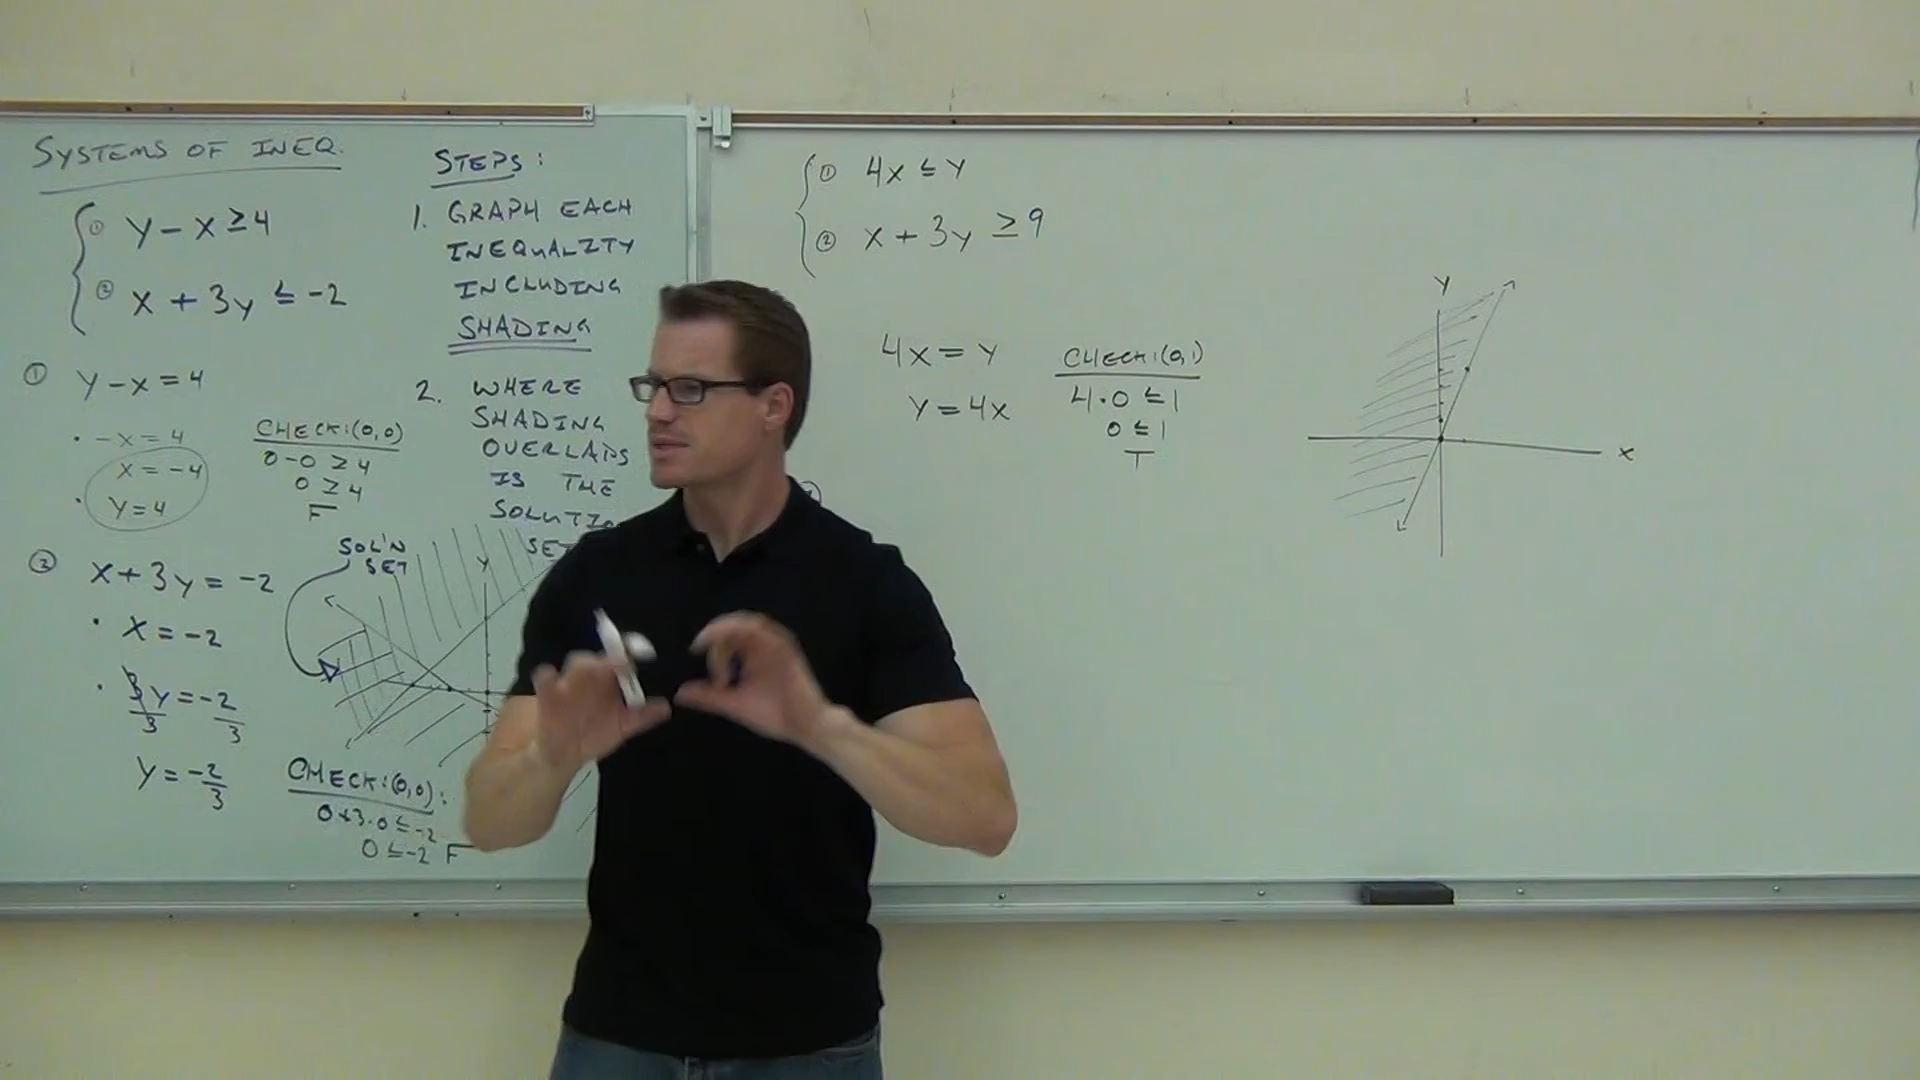 SYSTEMS OF INEQ.
① y - x ≥ 4
② x + 3y ≤ -2
① y - x = 4
• -x = 4
x = -4
• y = 4
CHECK: (0,0)
0 - 0 ≥ 4
0 ≥ 4
F
② x + 3y = -2
• x = -2
• 3y/3 = -2/3
y = -2/3
SOL'N
SET
y
CHECK: (0,0):
0 + 3·0 ≤ -2
0 ≤ -2 F
STEPS:
1. GRAPH EACH
INEQUALITY
INCLUDING
SHADING
2. WHERE
SHADING
OVERLAPS
IS THE
① 4x ≤ y
② x + 3y ≥ 9
4x = y
y = 4x
CHECK: (0,1)
4·0 ≤ 1
0 ≤ 1
T
y
x